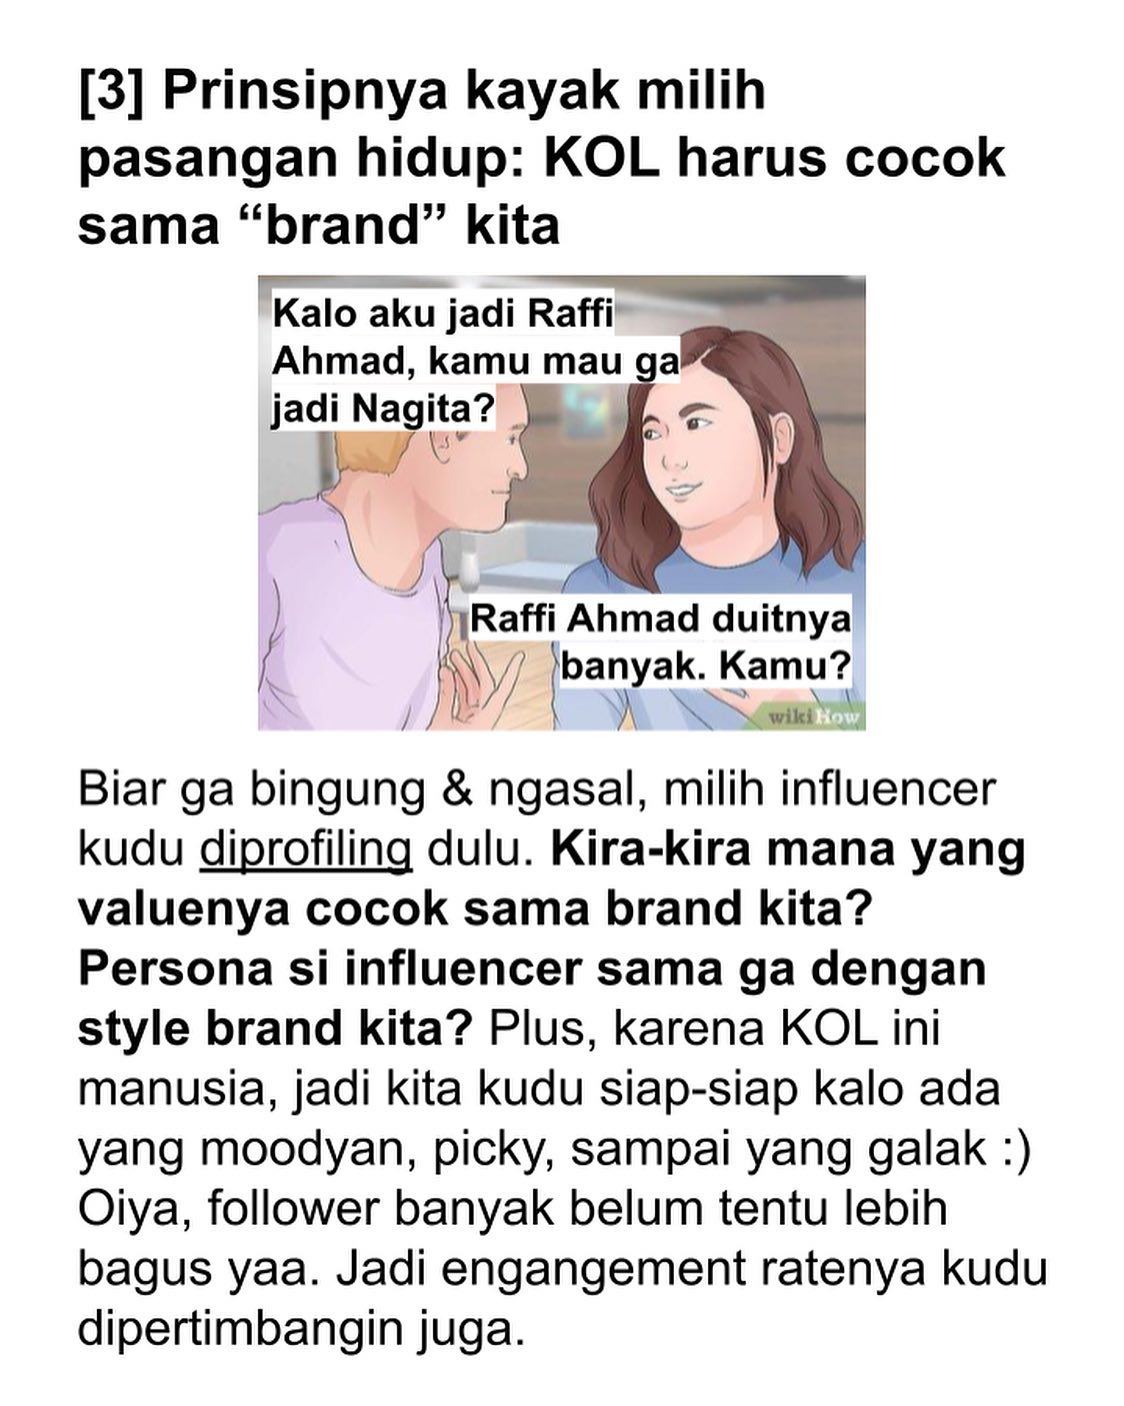 [3] Prinsipnya kayak milih
pasangan hidup: KOL harus cocok
sama “brand” kita
Kalo aku jadi Raffi
Ahmad, kamu mau ga
jadi Nagita?
Raffi Ahmad duitnya
banyak. Kamu?
wikiHow
Biar ga bingung & ngasal, milih influencer
kudu diprofiling dulu. Kira-kira mana yang
valuenya cocok sama brand kita?
Persona si influencer sama ga dengan
style brand kita? Plus, karena KOL ini
manusia, jadi kita kudu siap-siap kalo ada
yang moodyan, picky, sampai yang galak :)
Oiya, follower banyak belum tentu lebih
bagus yaa. Jadi engangement ratenya kudu
dipertimbangin juga.